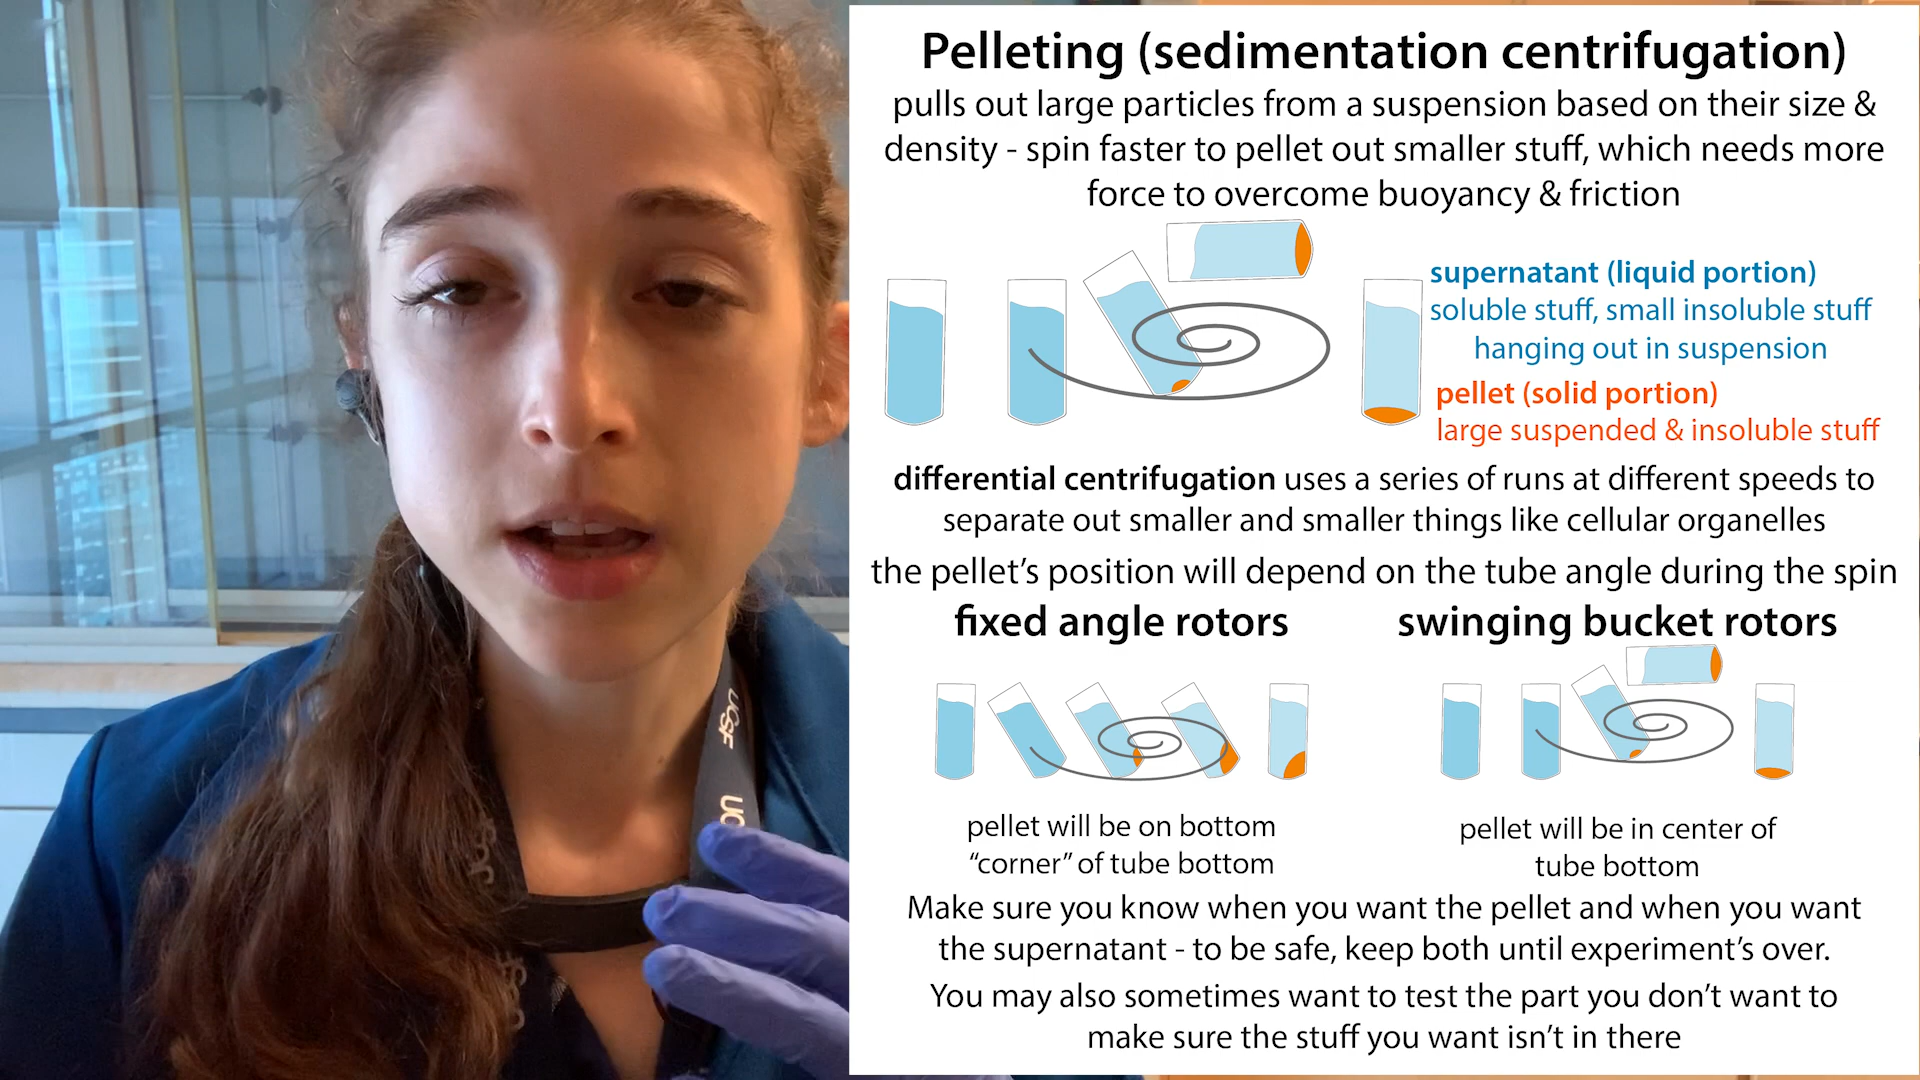 Pelleting (sedimentation centrifugation)
pulls out large particles from a suspension based on their size &
density - spin faster to pellet out smaller stuff, which needs more
force to overcome buoyancy & friction
supernatant (liquid portion)
soluble stuff, small insoluble stuff
hanging out in suspension
pellet (solid portion)
large suspended & insoluble stuff
differential centrifugation uses a series of runs at different speeds to
separate out smaller and smaller things like cellular organelles
the pellet's position will depend on the tube angle during the spin
fixed angle rotors
pellet will be on bottom
“corner” of tube bottom
swinging bucket rotors
pellet will be in center of
tube bottom
Make sure you know when you want the pellet and when you want
the supernatant - to be safe, keep both until experiment's over.
You may also sometimes want to test the part you don't want to
make sure the stuff you want isn't in there
UCSF